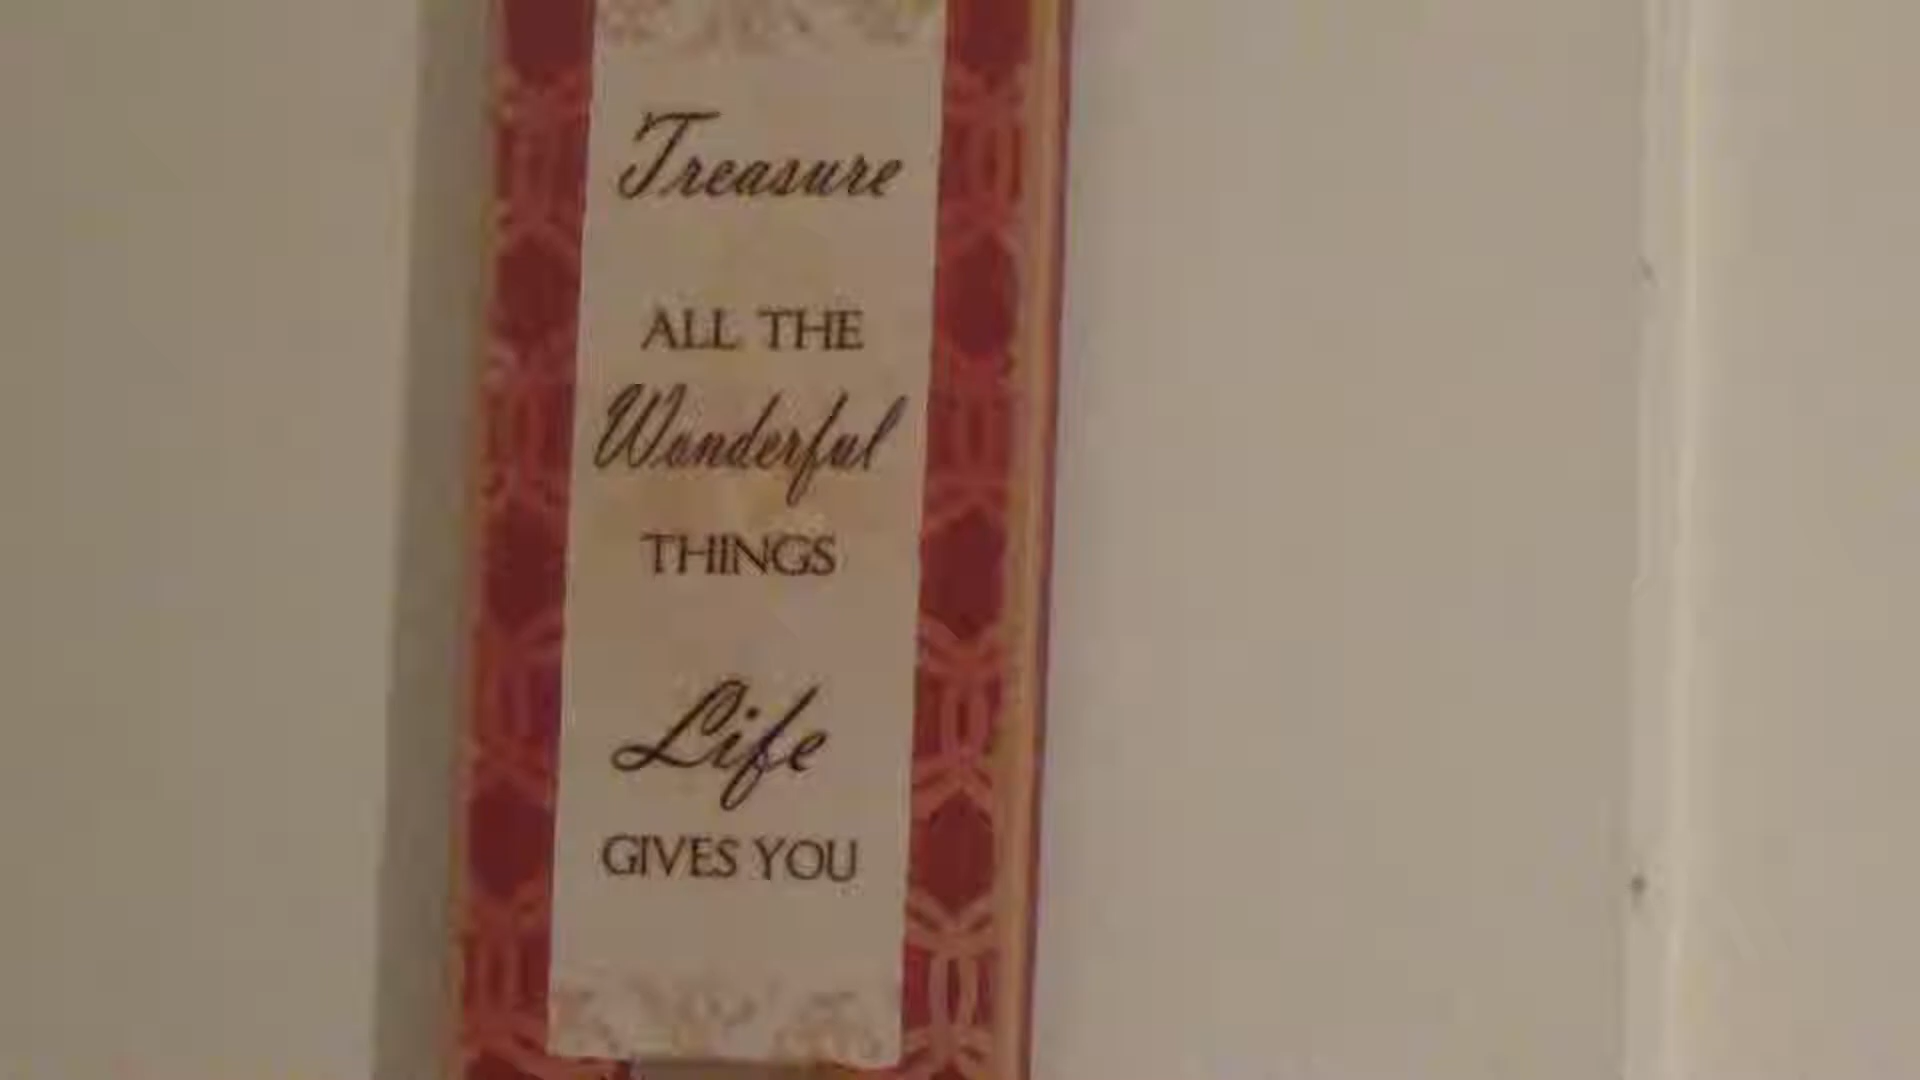 Treasure
ALL THE
Wonderful
THINGS
Life
GIVES YOU